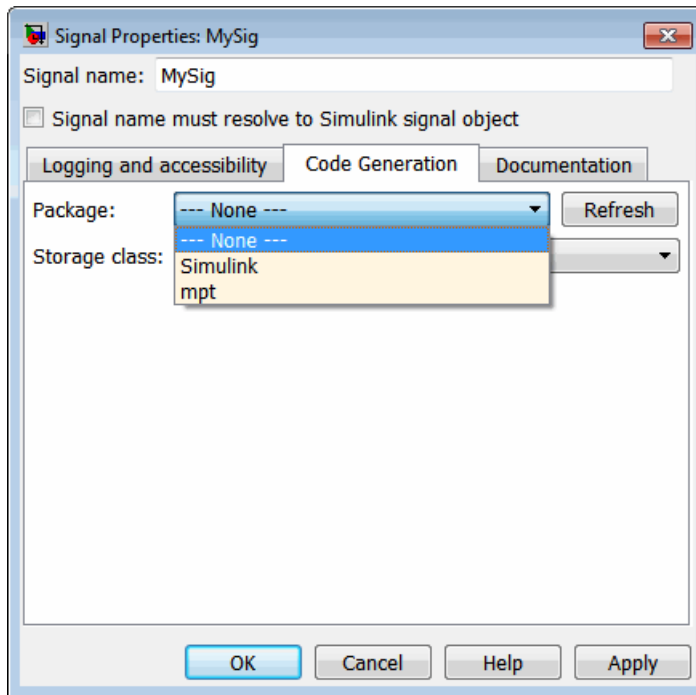 Signal Properties: MySig
Signal name: MySig
Signal name must resolve to Simulink signal object
Logging and accessibility Code Generation Documentation
Package: --- None --- Refresh
--- None ---
Storage class:
Simulink
mpt
OK Cancel Help Apply